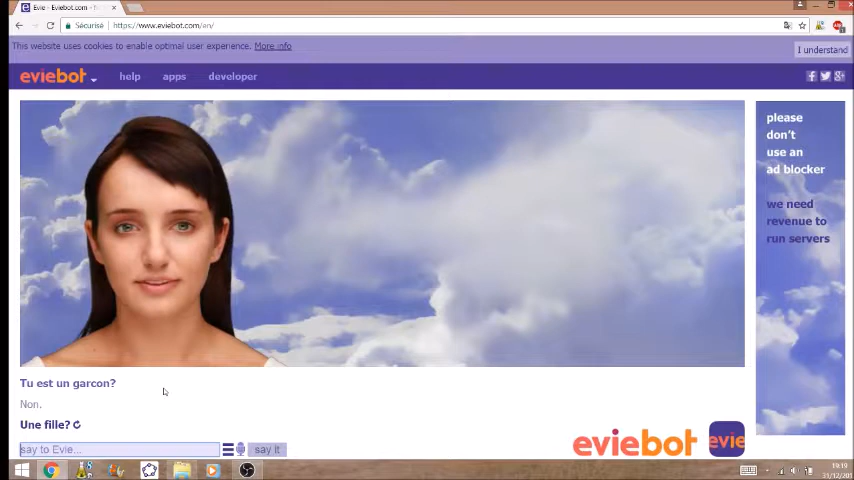 Evie - Eviebot.com -
Sécurisé
https://www.eviebot.com/en/
This website uses cookies to enable optimal user experience. More info
I understand
eviebot
help
apps
developer
please
don't
use an
ad blocker
we need
revenue to
run servers
Tu est un garcon?
Non.
Une fille?
say to Evie...
say it
eviebot
evie
19:19